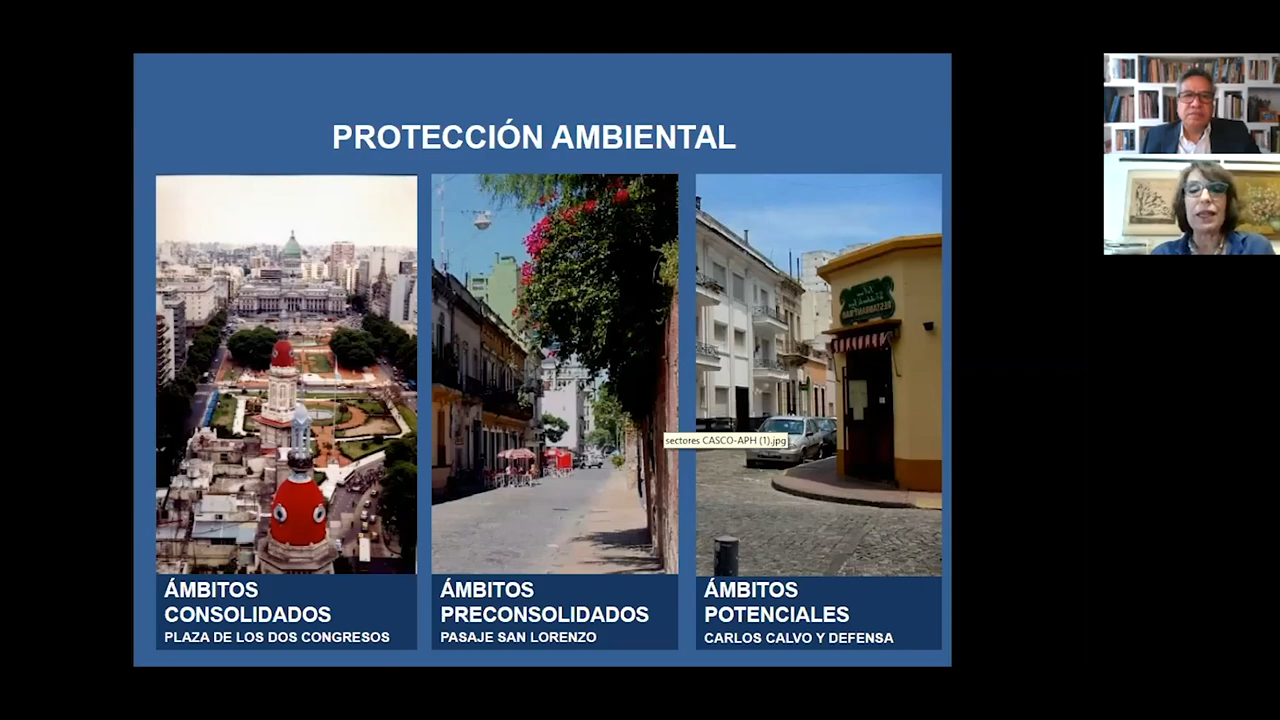 PROTECCIÓN AMBIENTAL
sectores CASCO-APH (1).jpg
ÁMBITOS
CONSOLIDADOS
PLAZA DE LOS DOS CONGRESOS
ÁMBITOS
PRECONSOLIDADOS
PASAJE SAN LORENZO
ÁMBITOS
POTENCIALES
CARLOS CALVO Y DEFENSA